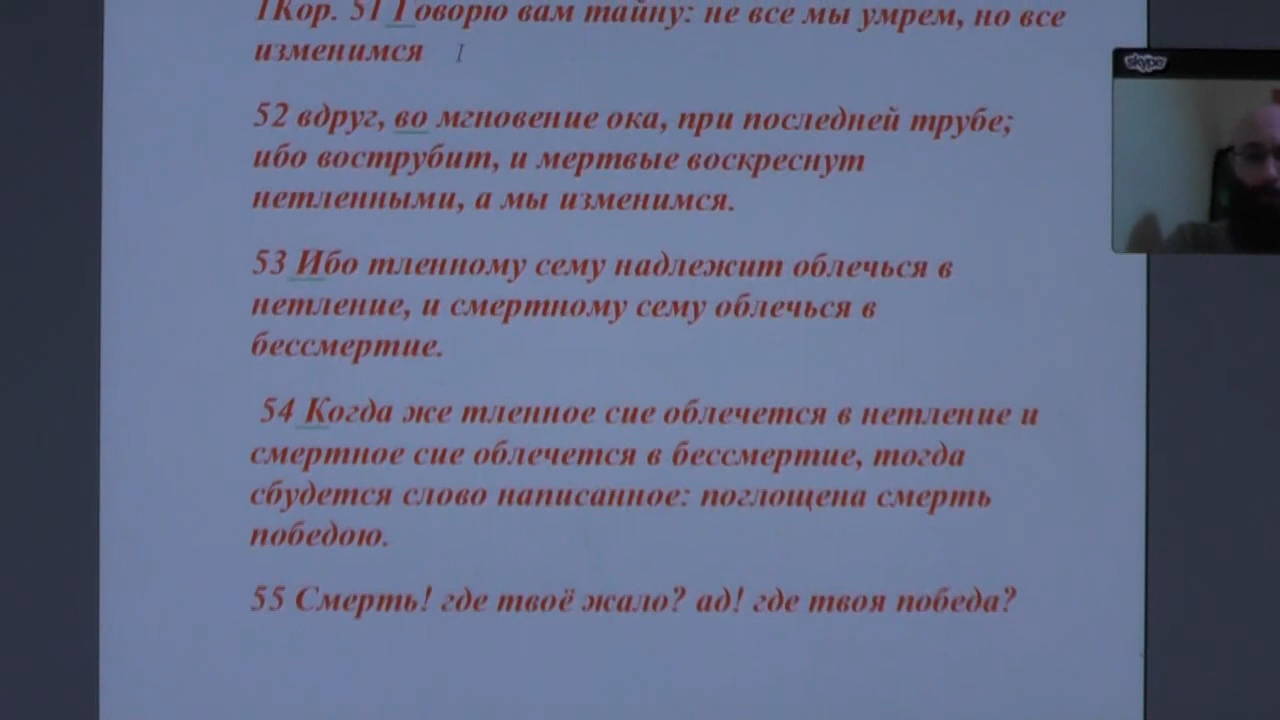 1Кор. 51 Говорю вам тайну: не все мы умрем, но все
изменимся
52 вдруг, во мгновение ока, при последней трубе;
ибо вострубит, и мертвые воскреснут
нетленными, а мы изменимся.
53 Ибо тленному сему надлежит облечься в
нетление, и смертному сему облечься в
бессмертие.
54 Когда же тленное сие облечется в нетление и
смертное сие облечется в бессмертие, тогда
сбудется слово написанное: поглощена смерть
победою.
55 Смерть! где твоё жало? ад! где твоя победа?
skype